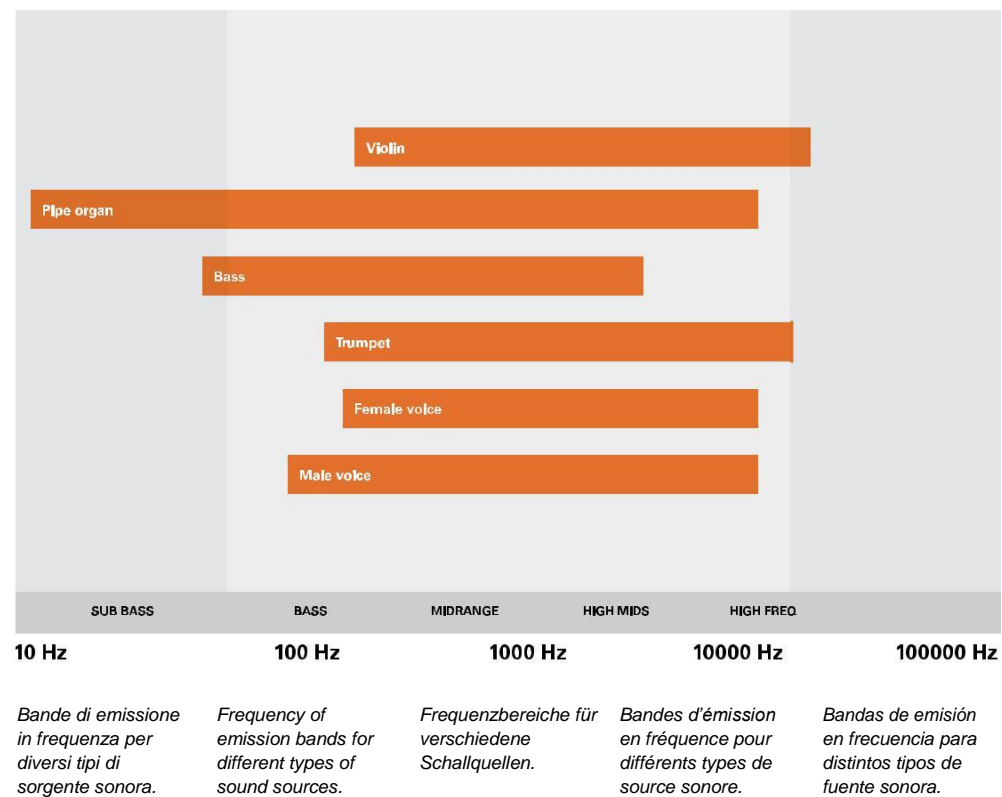 Violin
Pipe organ
Bass
Trumpet
Female voice
Male voice
SUB BASS BASS MIDRANGE HIGH MIDS HIGH FREQ.
10 Hz 100 Hz 1000 Hz 10000 Hz 100000 Hz
Bande di emissione
in frequenza per
diversi tipi di
sorgente sonora.
Frequency of
emission bands for
different types of
sound sources.
Frequenzbereiche für
verschiedene
Schallquellen.
Bandes d'émission
en fréquence pour
différents types de
source sonore.
Bandas de emisión
en frecuencia para
distintos tipos de
fuente sonora.